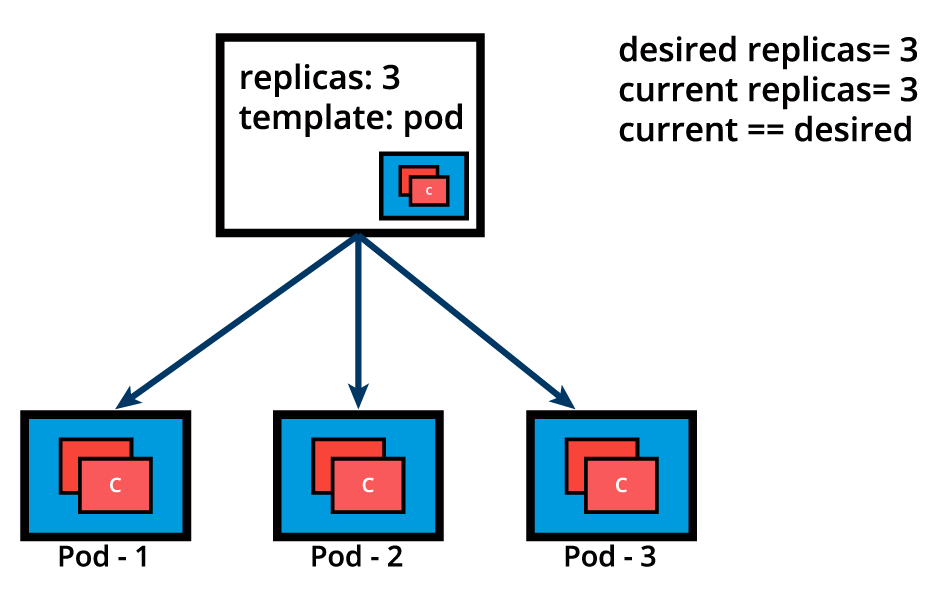 replicas: 3
template: pod
C
desired replicas= 3
current replicas= 3
current == desired
C
C
C
Pod - 1
Pod - 2
Pod - 3